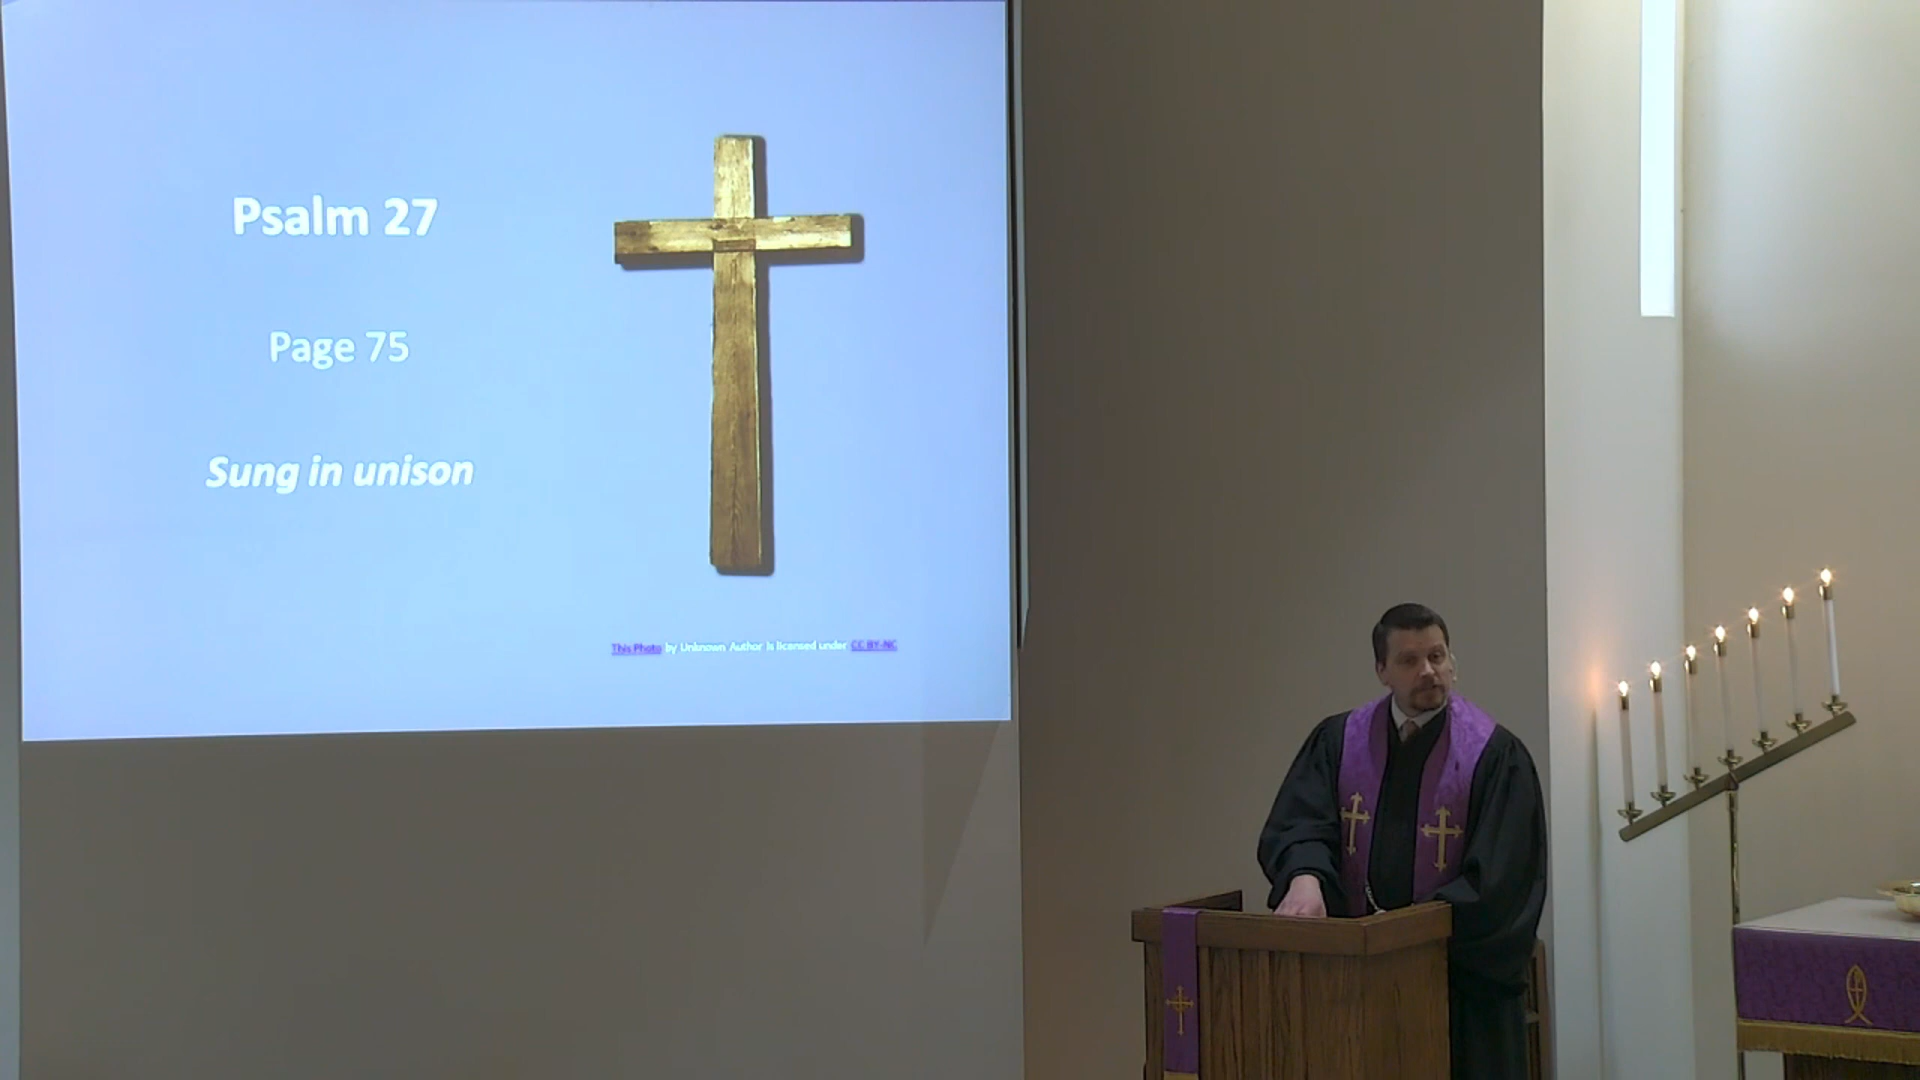 Psalm 27
Page 75
Sung in unison
This Photo by Unknown Author is licensed under CC BY-NC